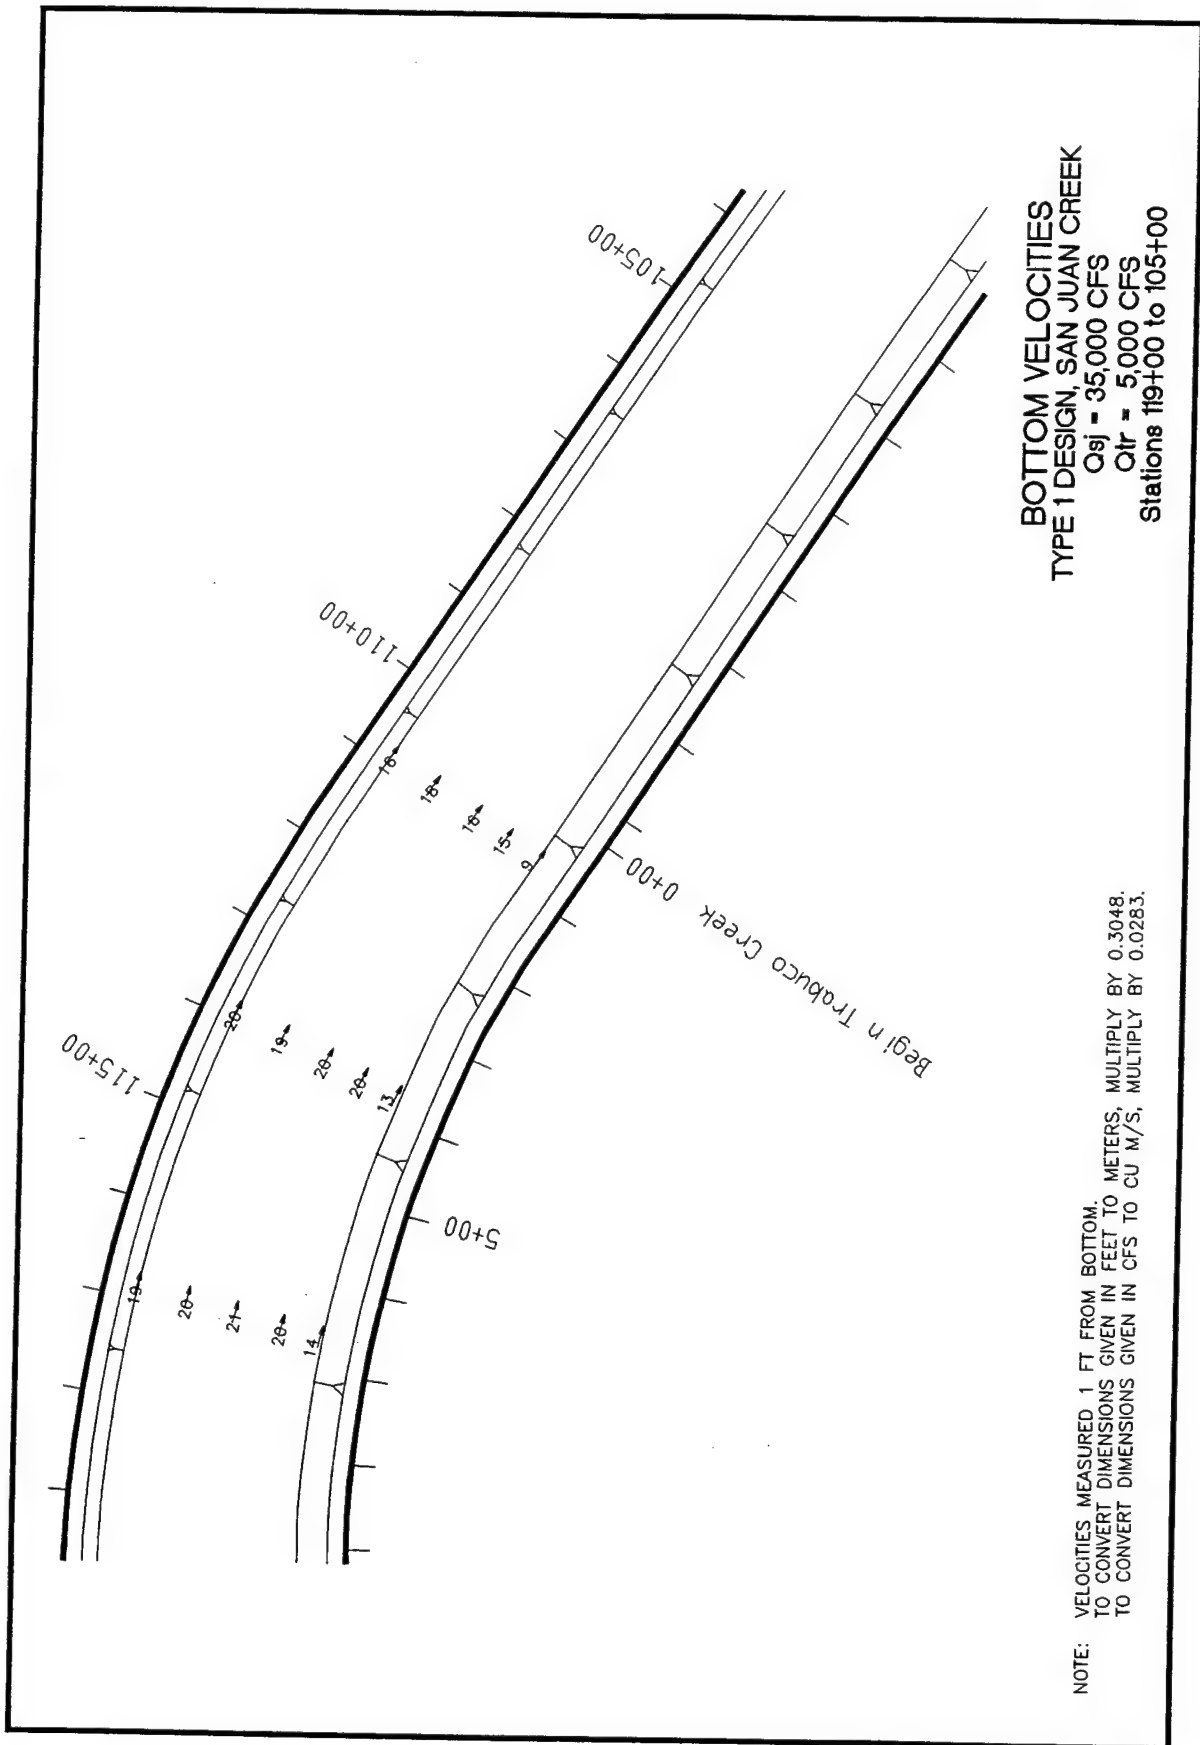 115+00
110+00
105+00
19
20
21
20
14
20
19
20
20
13
18
15
9
5+00
0+00
Begin Trabuco Creek
BOTTOM VELOCITIES
TYPE 1 DESIGN, SAN JUAN CREEK
Qsj = 35,000 CFS
Qtr = 5,000 CFS
Stations 119+00 to 105+00
NOTE: VELOCITIES MEASURED 1 FT FROM BOTTOM.
TO CONVERT DIMENSIONS GIVEN IN FEET TO METERS, MULTIPLY BY 0.3048.
TO CONVERT DIMENSIONS GIVEN IN CFS TO CU M/S, MULTIPLY BY 0.0283.